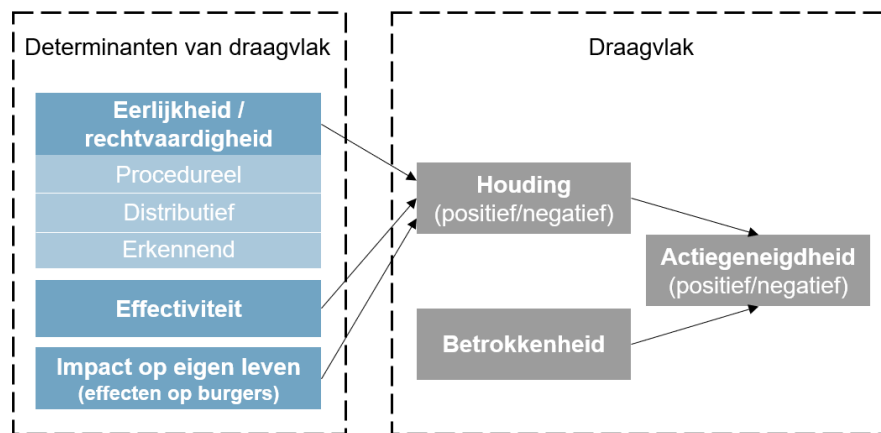 Determinanten van draagvlak
Eerlijkheid /
rechtvaardigheid
Procedureel
Distributief
Erkennend
Effectiviteit
Impact op eigen leven
(effecten op burgers)
Draagvlak
Houding
(positief/negatief)
Betrokkenheid
Actiegeneigdheid
(positief/negatief)